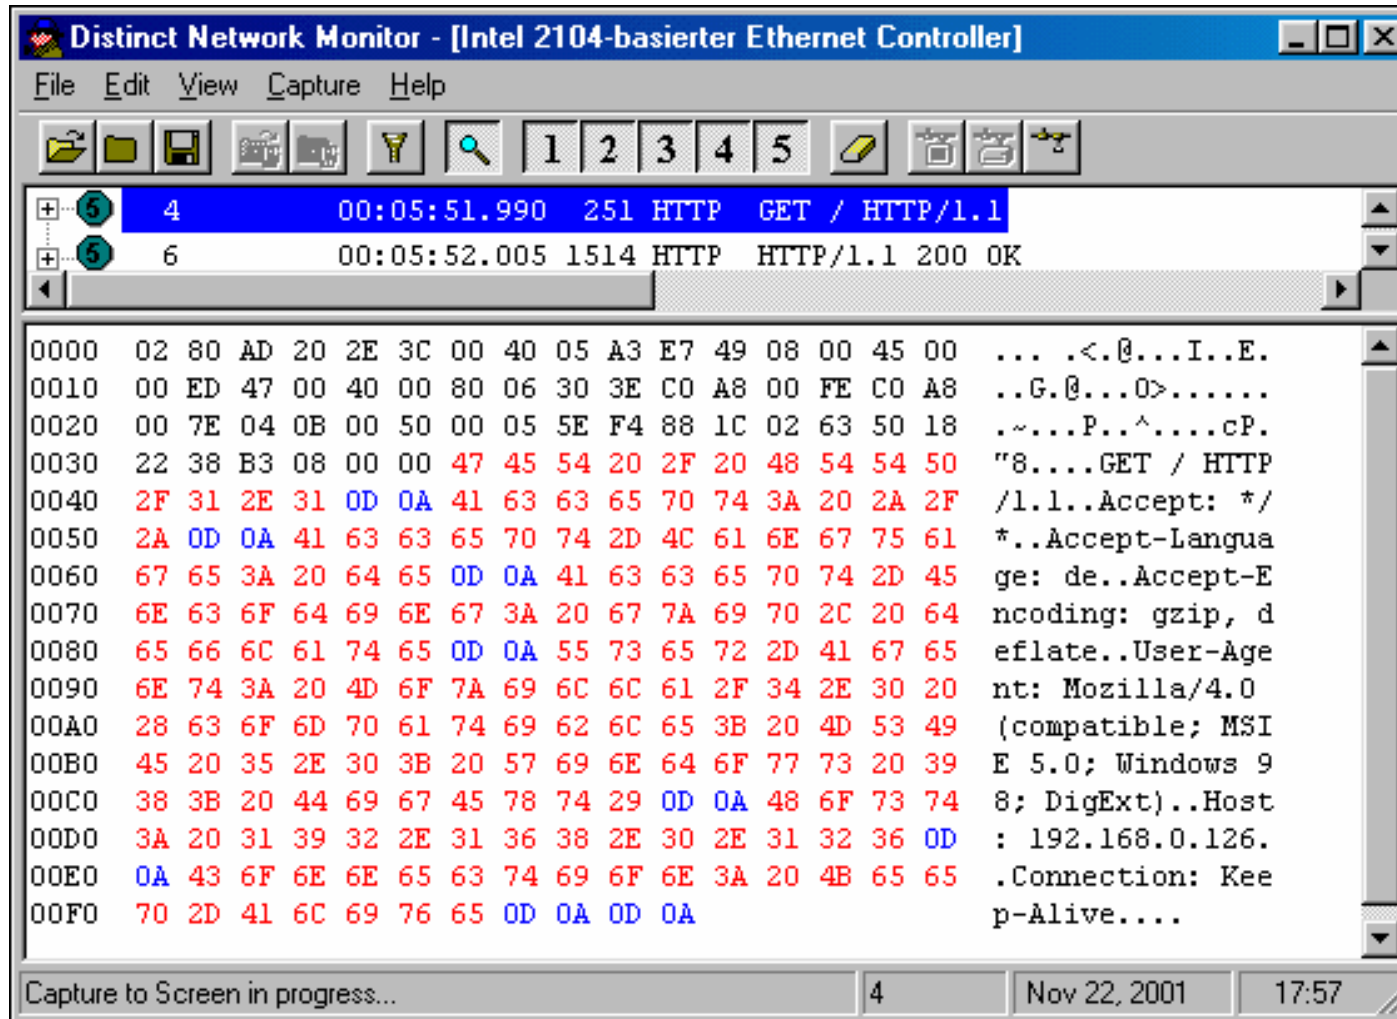 Distinct Network Monitor - [Intel 2104-basierter Ethernet Controller]
File Edit View Capture Help
1 2 3 4 5
5 4 00:05:51.990 251 HTTP GET / HTTP/1.1
5 6 00:05:52.005 1514 HTTP HTTP/1.1 200 OK
0000 02 80 AD 20 2E 3C 00 40 05 A3 E7 49 08 00 45 00 ... .<.@...I..E.
0010 00 ED 47 00 40 00 80 06 30 3E C0 A8 00 FE C0 A8 ..G.@...0>......
0020 00 7E 04 0B 00 50 00 05 5E F4 88 1C 02 63 50 18 .~...P..^....cP.
0030 22 38 B3 08 00 00 47 45 54 20 2F 20 48 54 54 50 "8....GET / HTTP
0040 2F 31 2E 31 0D 0A 41 63 63 65 70 74 3A 20 2A 2F /1.1..Accept: */
0050 2A 0D 0A 41 63 63 65 70 74 2D 4C 61 6E 67 75 61 *..Accept-Langua
0060 67 65 3A 20 64 65 0D 0A 41 63 63 65 70 74 2D 45 ge: de..Accept-E
0070 6E 63 6F 64 69 6E 67 3A 20 67 7A 69 70 2C 20 64 ncoding: gzip, d
0080 65 66 6C 61 74 65 0D 0A 55 73 65 72 2D 41 67 65 eflate..User-Age
0090 6E 74 3A 20 4D 6F 7A 69 6C 6C 61 2F 34 2E 30 20 nt: Mozilla/4.0
00A0 28 63 6F 6D 70 61 74 69 62 6C 65 3B 20 4D 53 49 (compatible; MSI
00B0 45 20 35 2E 30 3B 20 57 69 6E 64 6F 77 73 20 39 E 5.0; Windows 9
00C0 38 3B 20 44 69 67 45 78 74 29 0D 0A 48 6F 73 74 8; DigExt)..Host
00D0 3A 20 31 39 32 2E 31 36 38 2E 30 2E 31 32 36 0D : 192.168.0.126.
00E0 0A 43 6F 6E 6E 65 63 74 69 6F 6E 3A 20 4B 65 65 .Connection: Kee
00F0 70 2D 41 6C 69 76 65 0D 0A 0D 0A p-Alive....
Capture to Screen in progress... 4 Nov 22, 2001 17:57